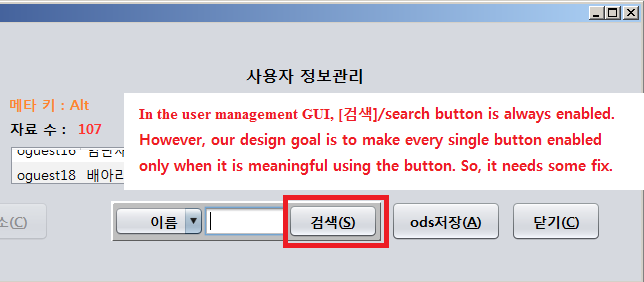 사용자 정보관리
메타 키 : Alt
자료 수 : 107
In the user management GUI, [검색]/search button is always enabled.
However, our design goal is to make every single button enabled
only when it is meaningful using the button. So, it needs some fix.
oguest18 배아리
소(C)
이름
검색(S)
ods저장(A)
닫기(C)